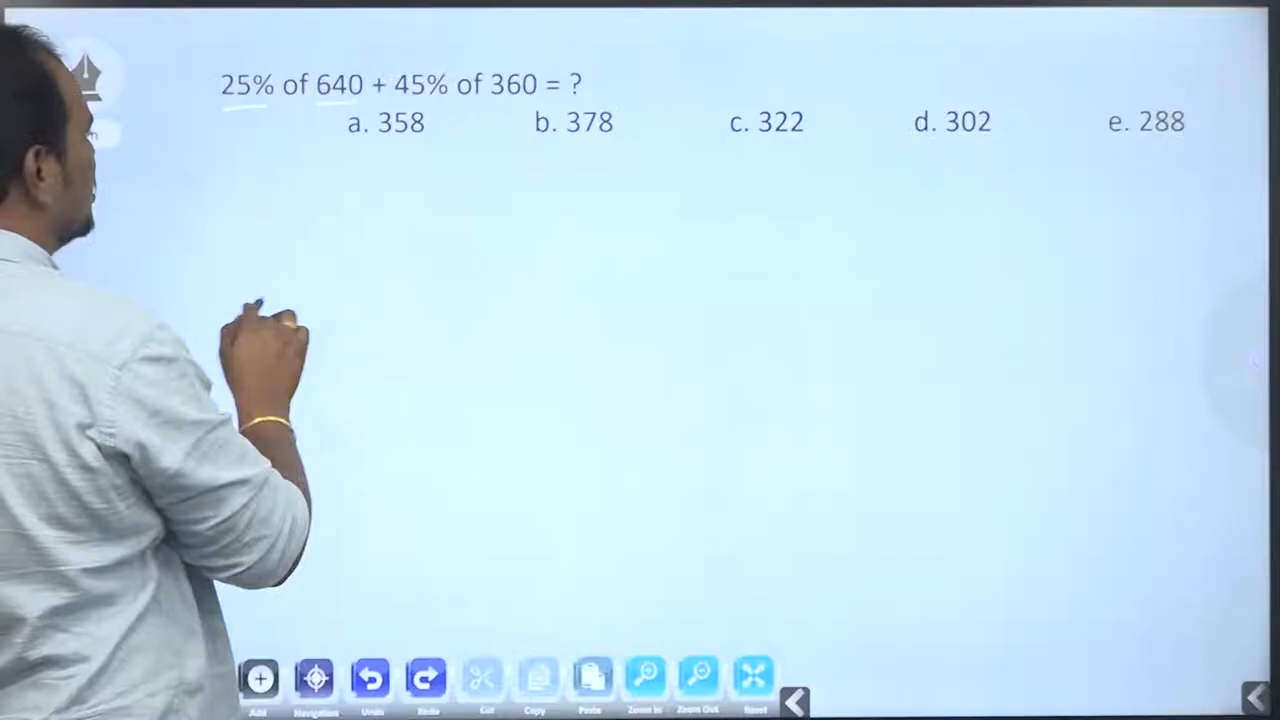 25% of 640 + 45% of 360 = ?
a. 358 b. 378 c. 322 d. 302 e. 288
Add Navigation Undo Redo Cut Copy Paste Zoom In Zoom Out Reset